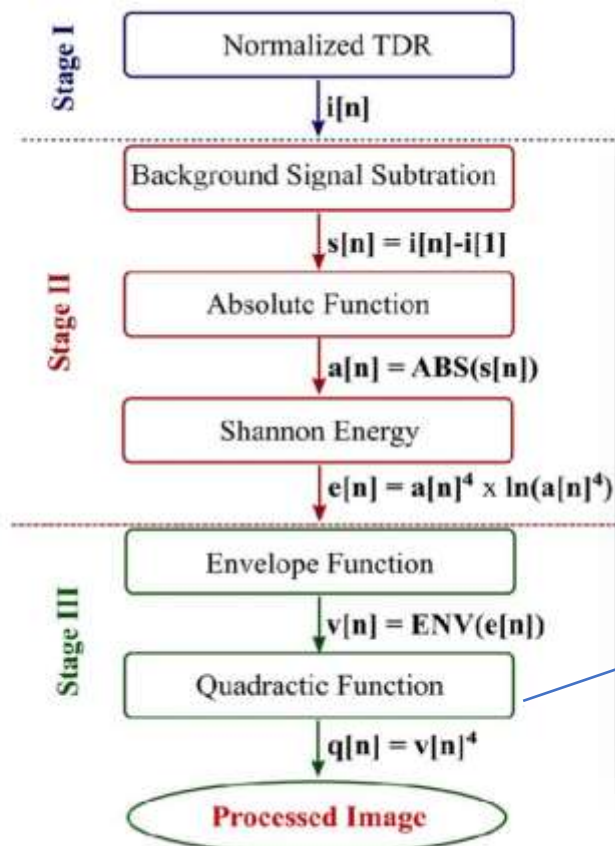 Stage I
Normalized TDR
i[n]
Stage II
Background Signal Subtration
s[n] = i[n]-i[1]
Absolute Function
a[n] = ABS(s[n])
Shannon Energy
e[n] = a[n]⁴ x ln(a[n]⁴)
Stage III
Envelope Function
v[n] = ENV(e[n])
Quadractic Function
q[n] = v[n]⁴
Processed Image